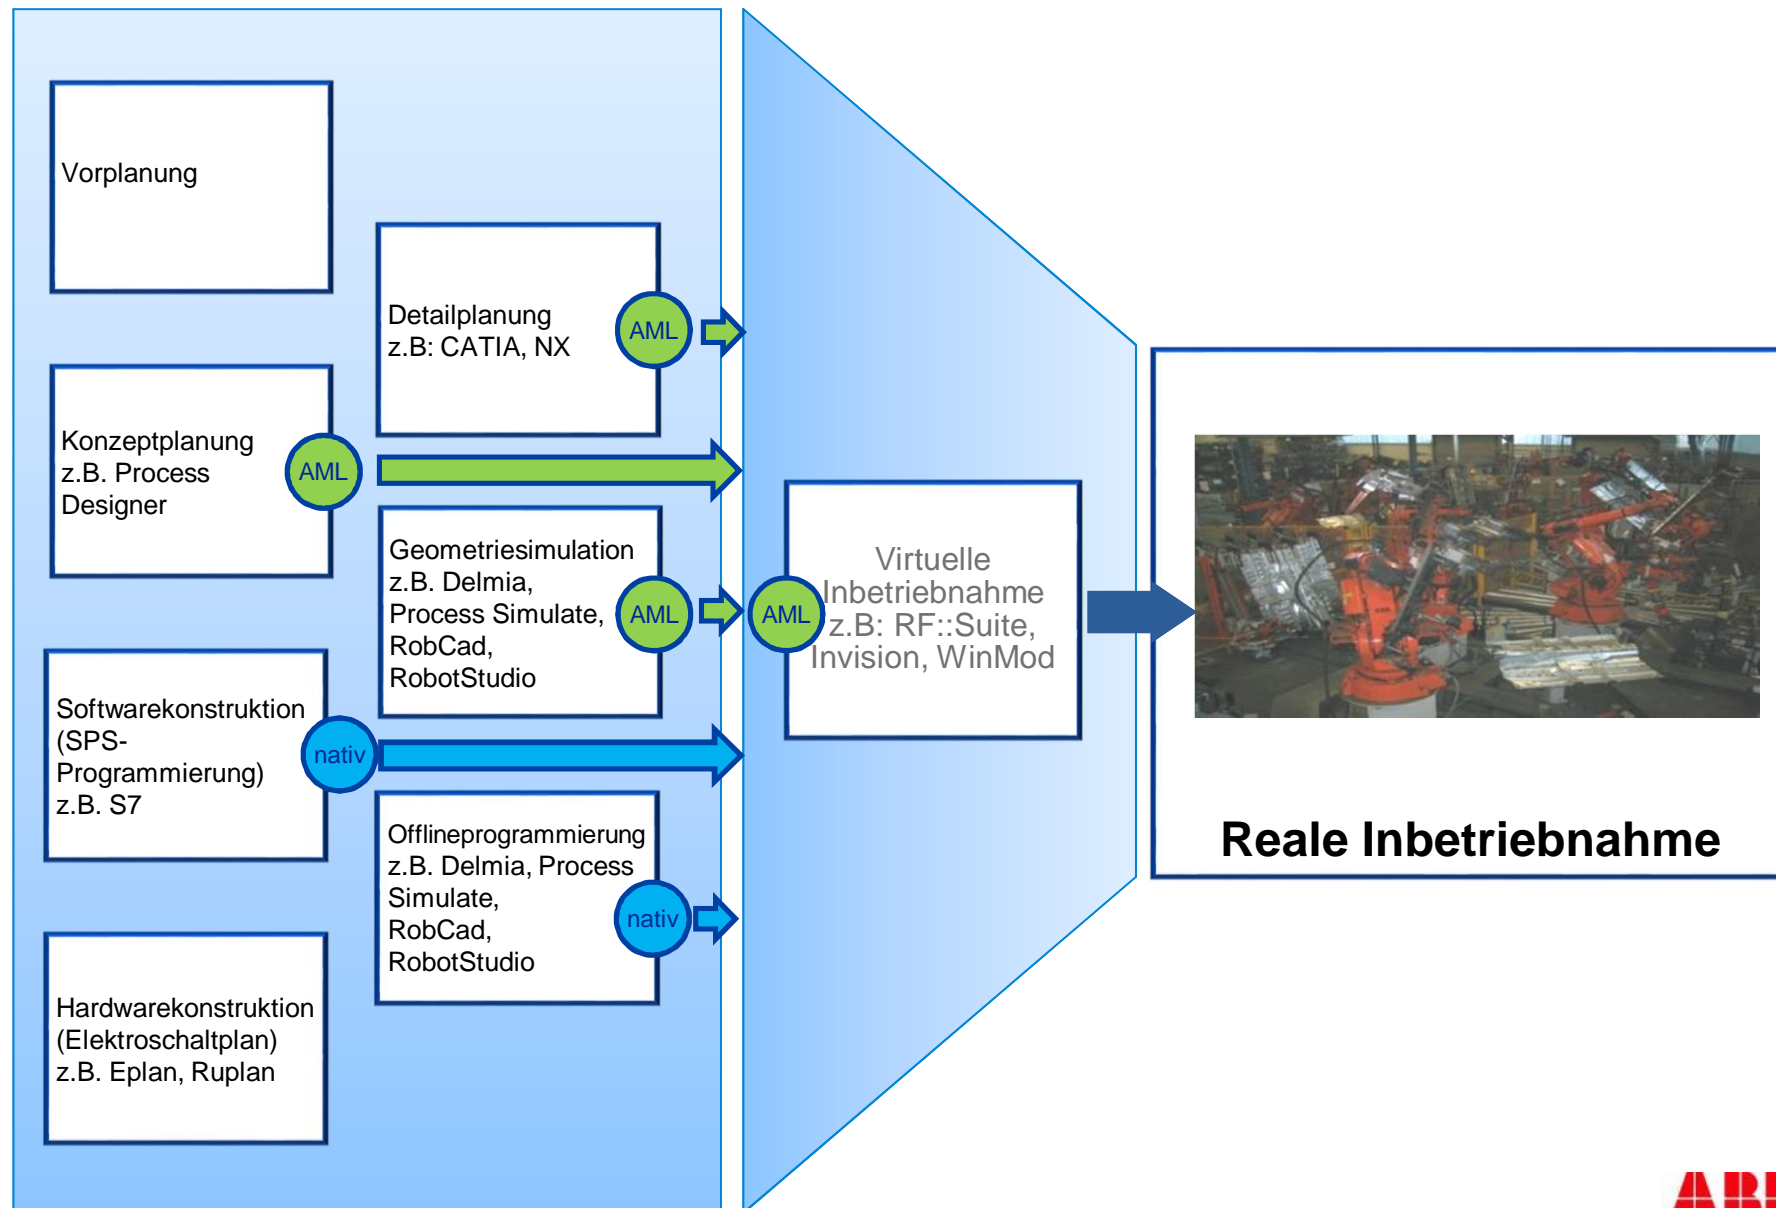 Vorplanung
Detailplanung
z.B: CATIA, NX
AML
Konzeptplanung
z.B. Process
Designer
AML
Geometriesimulation
z.B. Delmia,
Process Simulate,
RobCad,
RobotStudio
AML
AML
Virtuelle
Inbetriebnahme
z.B: RF::Suite,
Invision, WinMod
Softwarekonstruktion
(SPS-
Programmierung)
z.B. S7
nativ
Offlineprogrammierung
z.B. Delmia, Process
Simulate,
RobCad,
RobotStudio
nativ
Hardwarekonstruktion
(Elektroschaltplan)
z.B. Eplan, Ruplan
Reale Inbetriebnahme